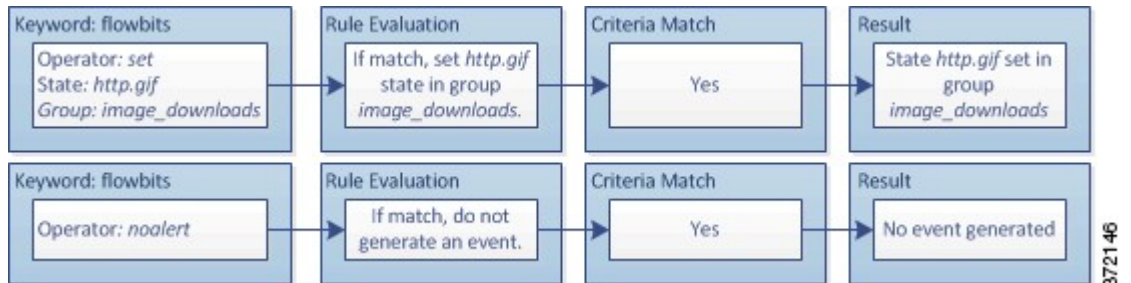 Keyword: flowbits
Operator: set
State: http.gif
Group: image_downloads
Rule Evaluation
If match, set http.gif
state in group
image_downloads.
Criteria Match
Yes
Result
State http.gif set in
group
image_downloads
Keyword: flowbits
Operator: noalert
Rule Evaluation
If match, do not
generate an event.
Criteria Match
Yes
Result
No event generated
372146